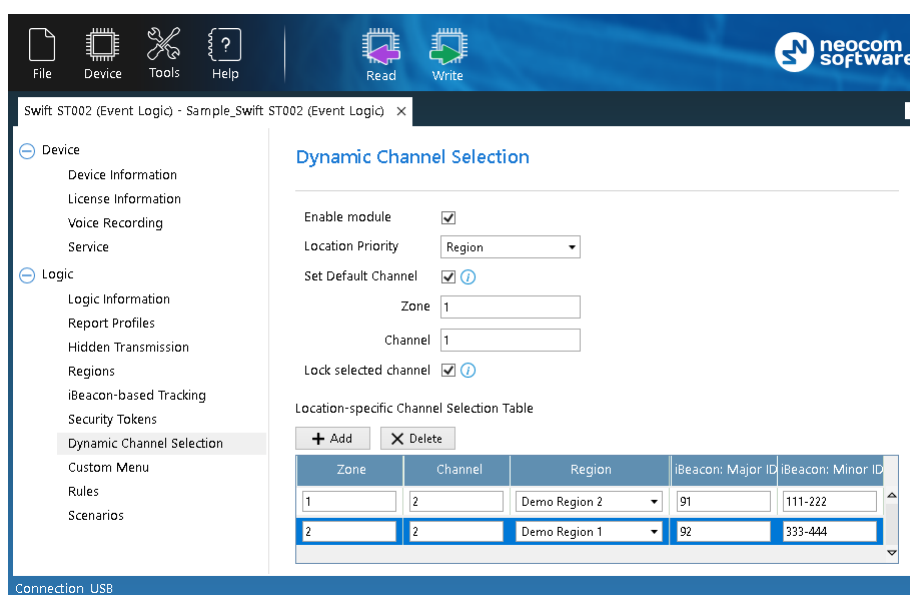 File Device Tools Help Read Write
neocom
software
Swift ST002 (Event Logic) - Sample_Swift ST002 (Event Logic)
Device
Device Information
License Information
Voice Recording
Service
Logic
Logic Information
Report Profiles
Hidden Transmission
Regions
iBeacon-based Tracking
Security Tokens
Dynamic Channel Selection
Custom Menu
Rules
Scenarios
Dynamic Channel Selection
Enable module
Location Priority Region
Set Default Channel
Zone 1
Channel 1
Lock selected channel
Location-specific Channel Selection Table
Add Delete
Zone Channel Region iBeacon: Major ID iBeacon: Minor ID
1 2 Demo Region 2 91 111-222
2 2 Demo Region 1 92 333-444
Connection USB